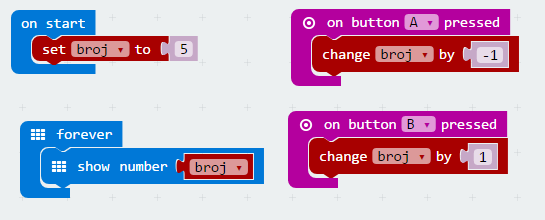 on start
set broj to 5
forever
show number broj
on button A pressed
change broj by -1
on button B pressed
change broj by 1